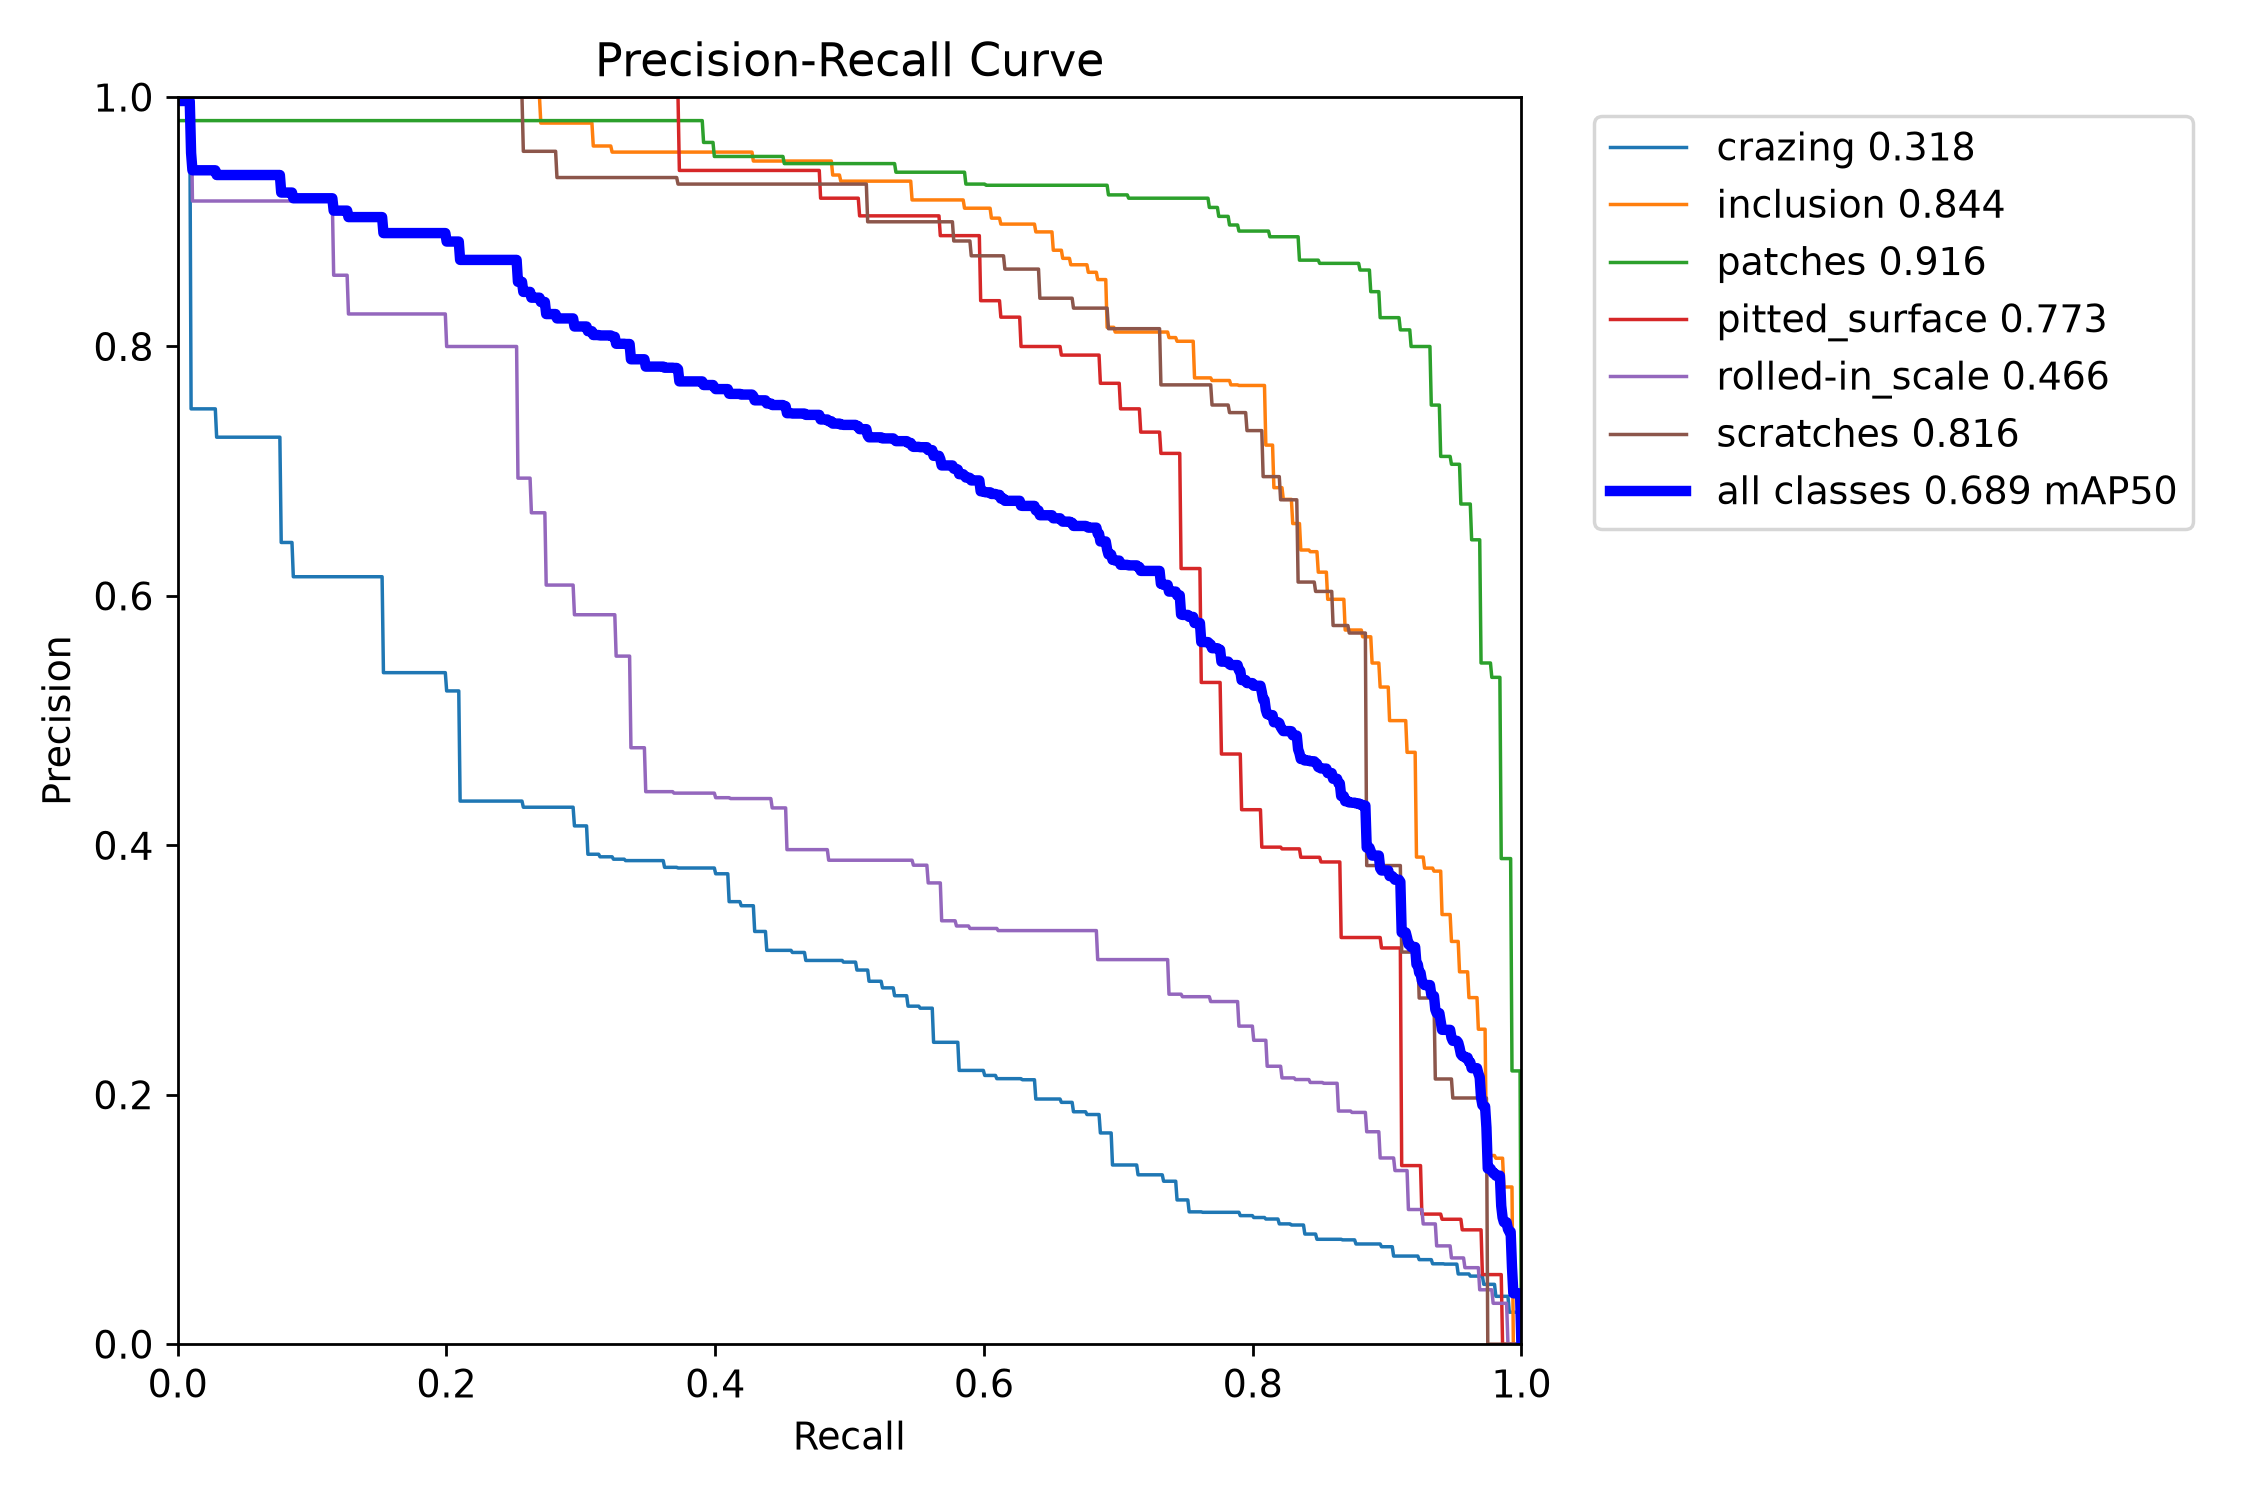 Precision-Recall Curve
1.0
0.8
0.6
0.4
0.2
0.0
Precision
0.0 0.2 0.4 0.6 0.8 1.0
Recall
crazing 0.318
inclusion 0.844
patches 0.916
pitted_surface 0.773
rolled-in_scale 0.466
scratches 0.816
all classes 0.689 mAP50